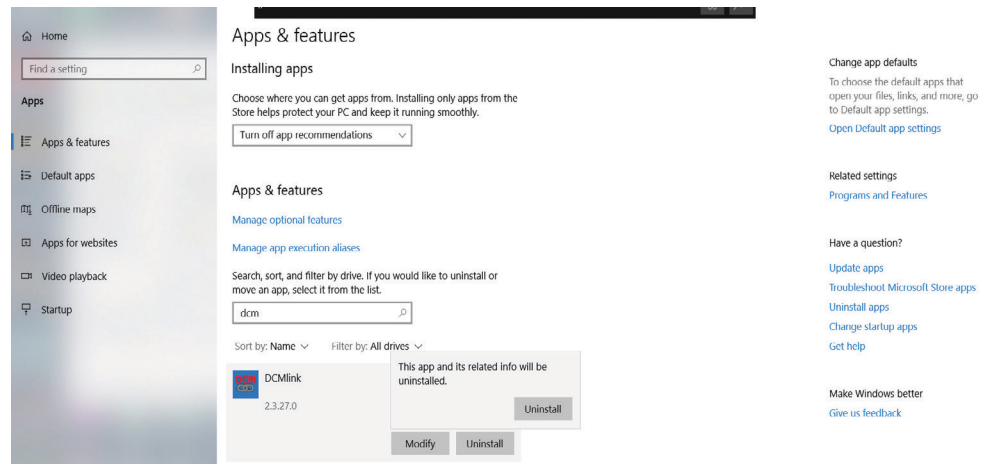 Home
Find a setting
Apps
Apps & features
Default apps
Offline maps
Apps for websites
Video playback
Startup
Apps & features
Installing apps
Choose where you can get apps from. Installing only apps from the
Store helps protect your PC and keep it running smoothly.
Turn off app recommendations
Apps & features
Manage optional features
Manage app execution aliases
Search, sort, and filter by drive. If you would like to uninstall or
move an app, select it from the list.
dcm
Sort by: Name
Filter by: All drives
This app and its related info will be
uninstalled.
Uninstall
DCMlink
2.3.27.0
Modify
Uninstall
Change app defaults
To choose the default apps that
open your files, links, and more, go
to Default app settings.
Open Default app settings
Related settings
Programs and Features
Have a question?
Update apps
Troubleshoot Microsoft Store apps
Uninstall apps
Change startup apps
Get help
Make Windows better
Give us feedback